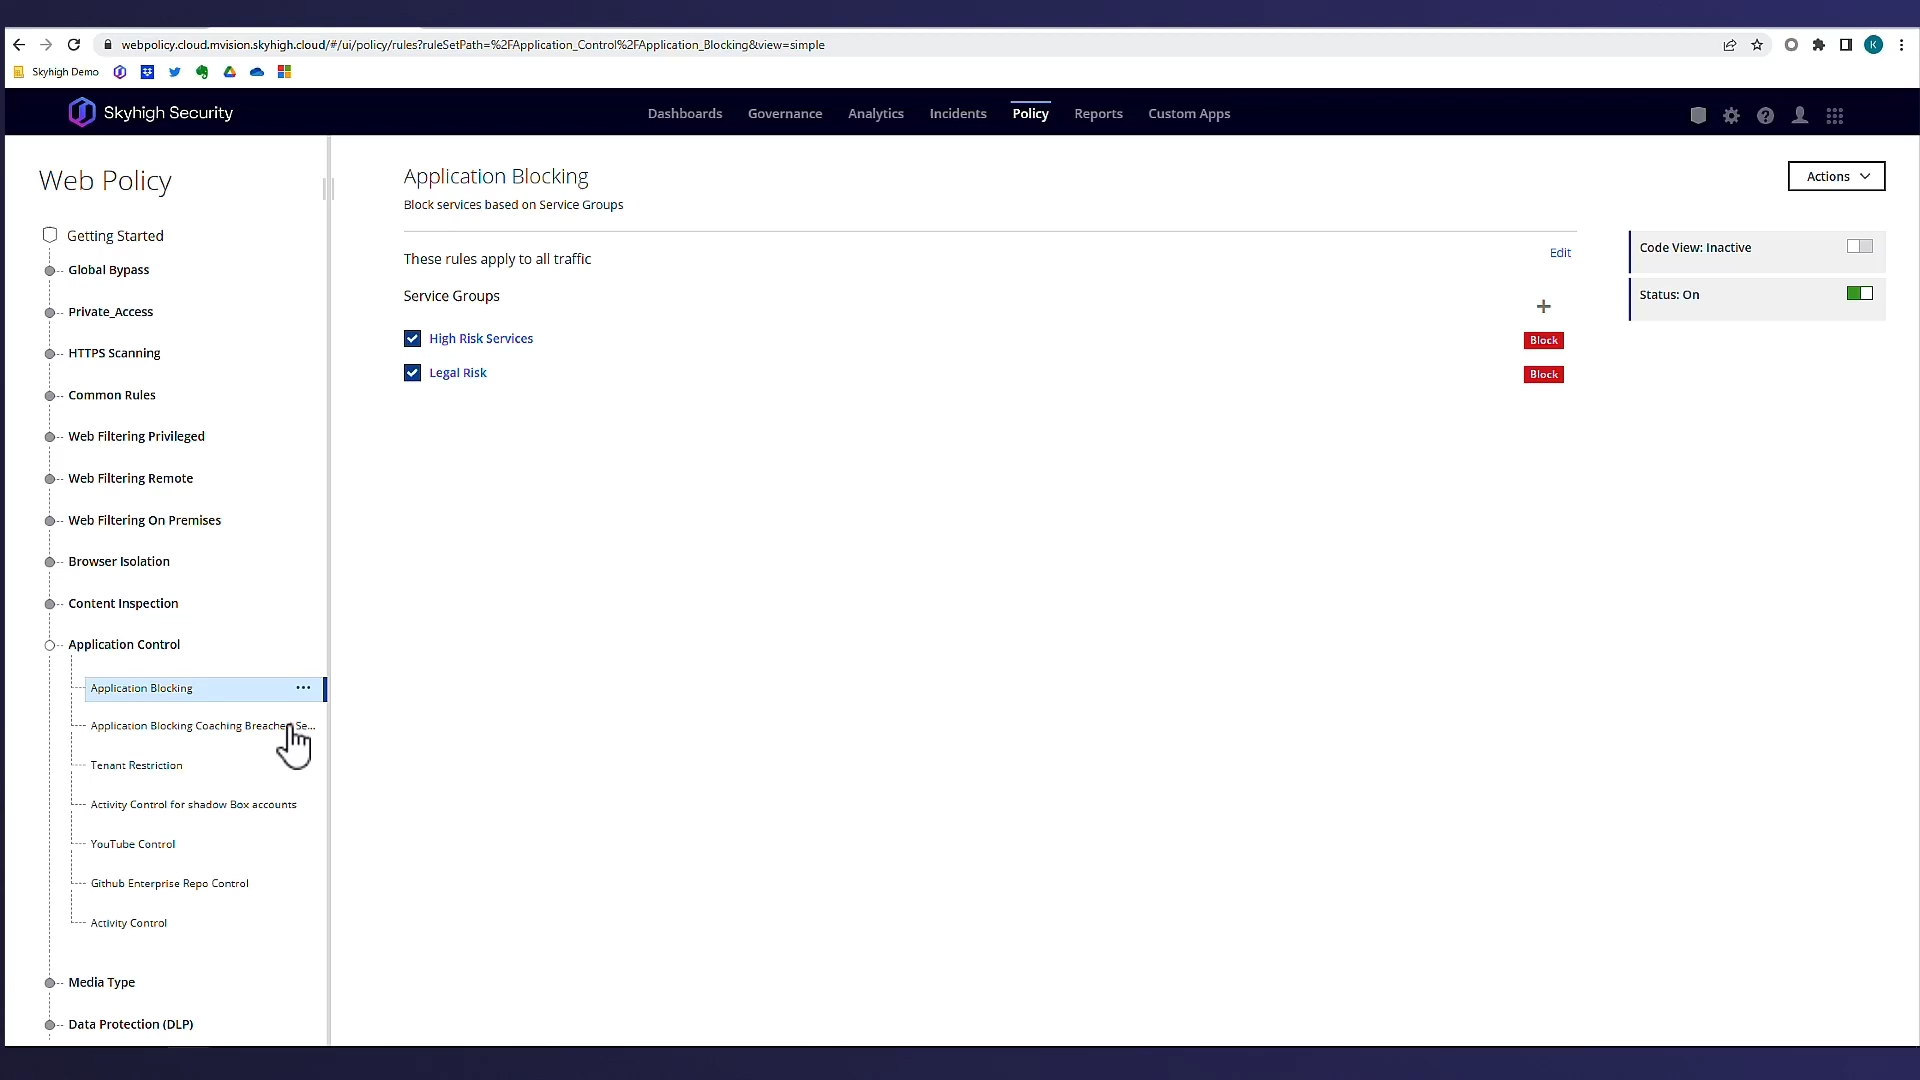 webpolicy.cloud.mvision.skyhigh.cloud/#/ui/policy/rules?ruleSetPath=%2FApplication_Control%2FApplication_Blocking&view=simple
K
Skyhigh Demo
Skyhigh Security
Dashboards
Governance
Analytics
Incidents
Policy
Reports
Custom Apps
Web Policy
Getting Started
Global Bypass
Private_Access
HTTPS Scanning
Common Rules
Web Filtering Privileged
Web Filtering Remote
Web Filtering On Premises
Browser Isolation
Content Inspection
Application Control
Application Blocking
Application Blocking Coaching Breached Se...
Tenant Restriction
Activity Control for shadow Box accounts
YouTube Control
Github Enterprise Repo Control
Activity Control
Media Type
Data Protection (DLP)
Application Blocking
Block services based on Service Groups
Actions
These rules apply to all traffic
Edit
Service Groups
High Risk Services
Block
Legal Risk
Block
Code View: Inactive
Status: On